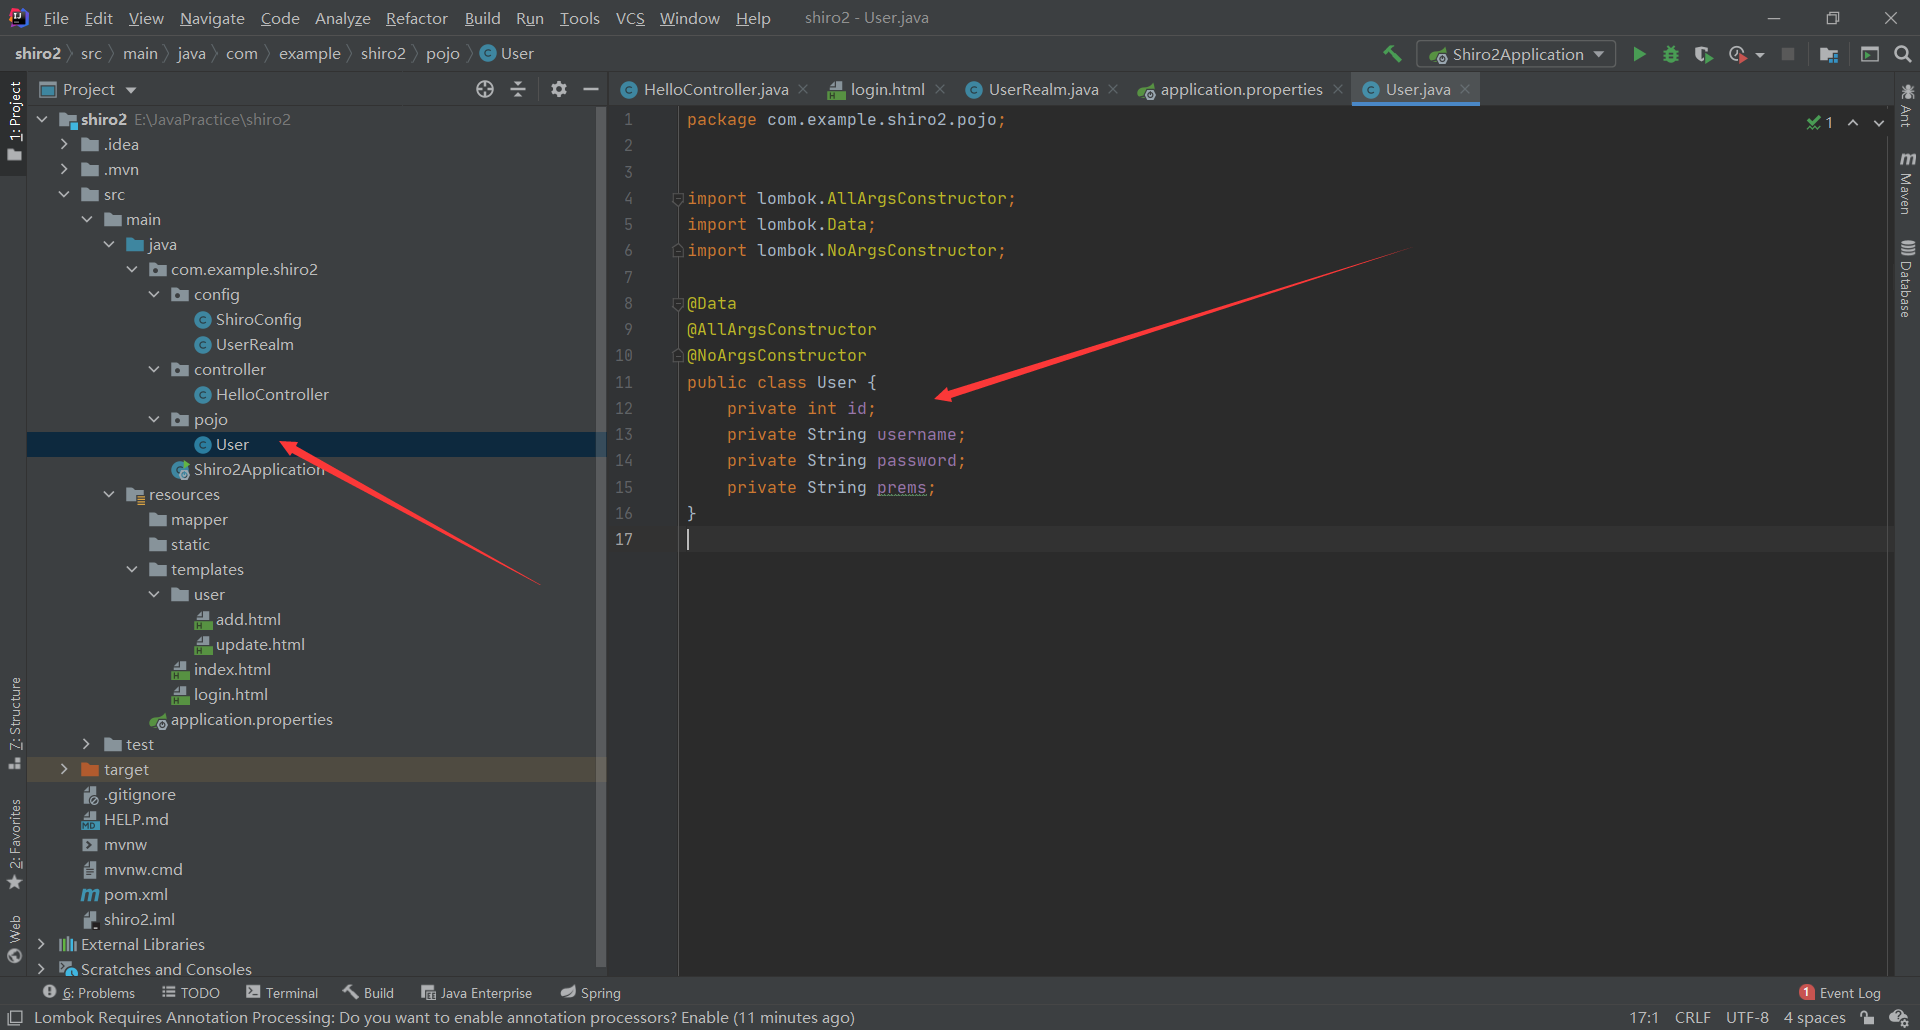 File Edit View Navigate Code Analyze Refactor Build Run Tools VCS Window Help shiro2 - User.java
shiro2 src main java com example shiro2 pojo User
Shiro2Application
1: Project
7: Structure
2: Favorites
Web
Project
shiro2 E:\JavaPractice\shiro2
.idea
.mvn
src
main
java
com.example.shiro2
config
ShiroConfig
UserRealm
controller
HelloController
pojo
User
Shiro2Application
resources
mapper
static
templates
user
add.html
update.html
index.html
login.html
application.properties
test
target
.gitignore
HELP.md
mvnw
mvnw.cmd
pom.xml
shiro2.iml
External Libraries
Scratches and Consoles
HelloController.java login.html UserRealm.java application.properties User.java
1 package com.example.shiro2.pojo;
2
3
4 import lombok.AllArgsConstructor;
5 import lombok.Data;
6 import lombok.NoArgsConstructor;
7
8 @Data
9 @AllArgsConstructor
10 @NoArgsConstructor
11 public class User {
12 private int id;
13 private String username;
14 private String password;
15 private String prems;
16 }
17
1
Ant
Maven
Database
6: Problems TODO Terminal Build Java Enterprise Spring 1 Event Log
Lombok Requires Annotation Processing: Do you want to enable annotation processors? Enable (11 minutes ago) 17:1 CRLF UTF-8 4 spaces